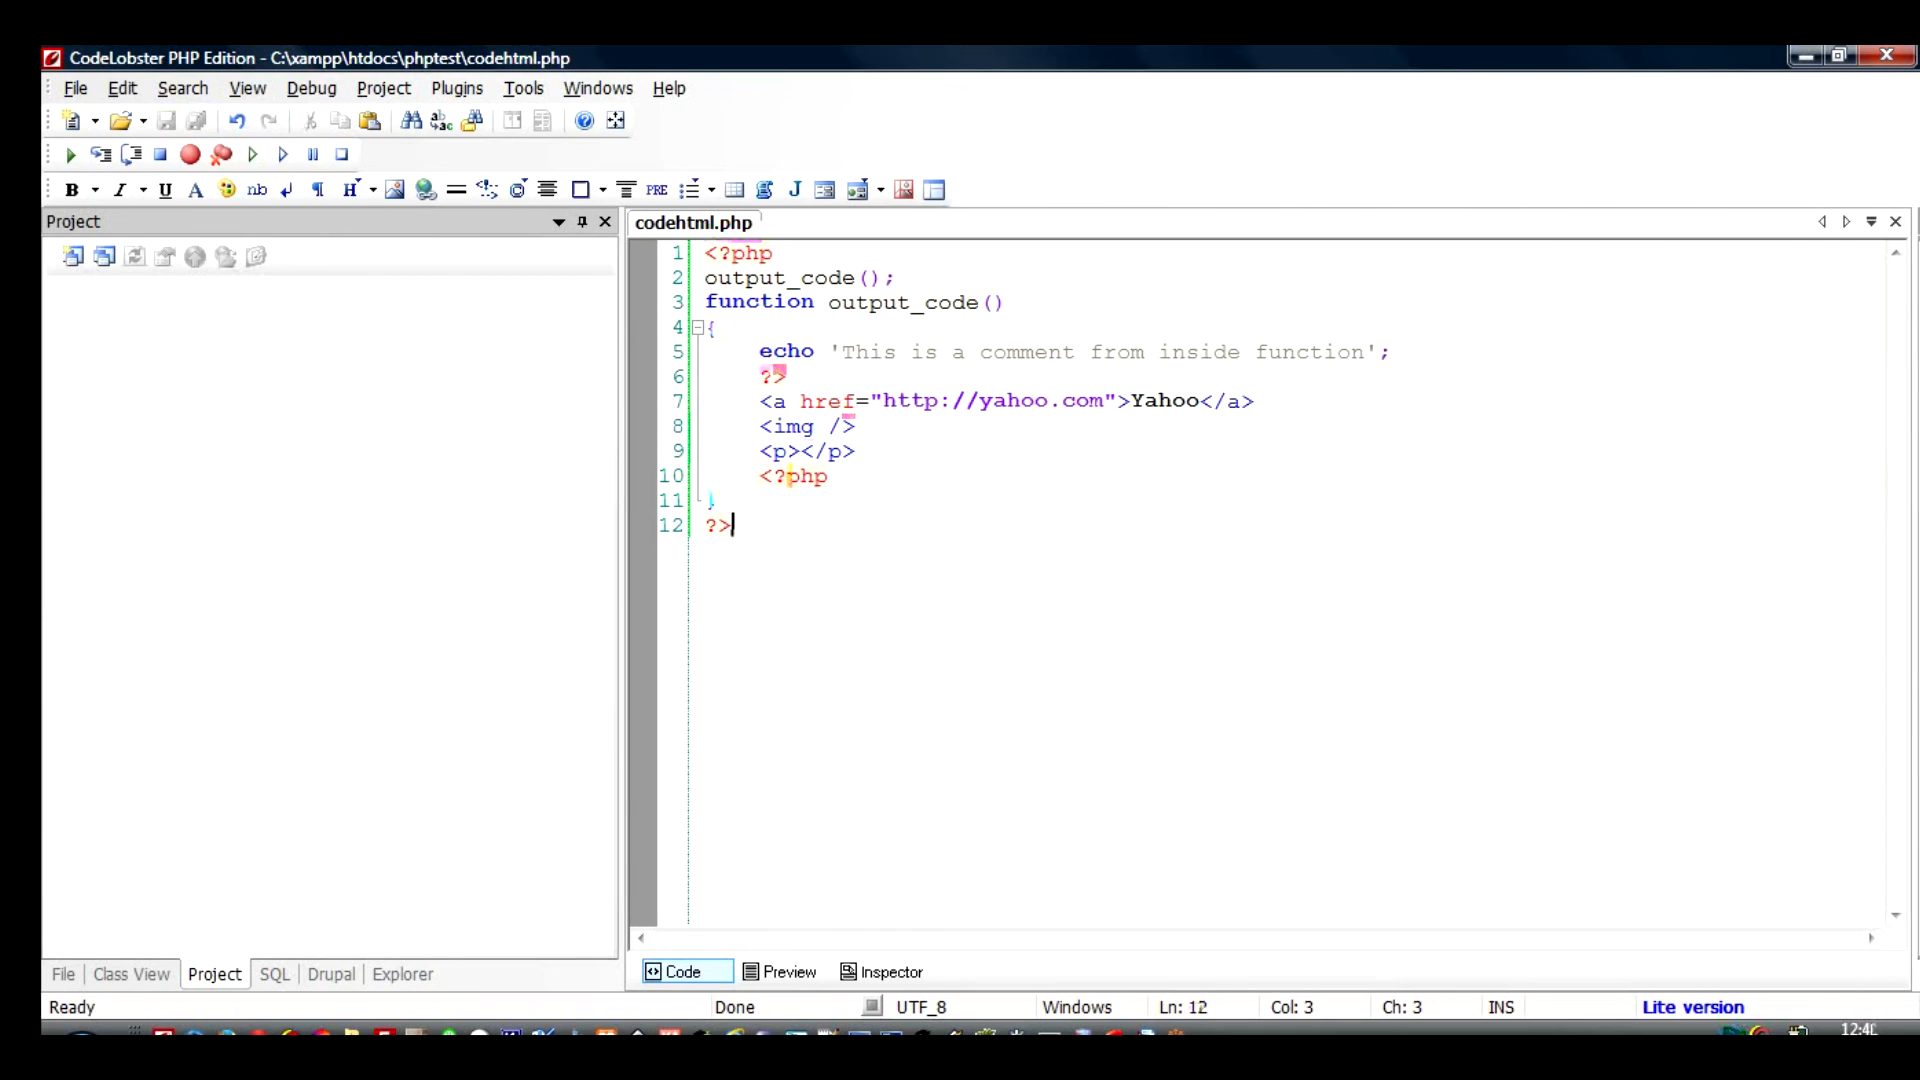 CodeLobster PHP Edition - C:\xampp\htdocs\phptest\codehtml.php
File Edit Search View Debug Project Plugins Tools Windows Help
B I U A nb ¶ H PRE J
Project
codehtml.php
1 <?php
2 output_code();
3 function output_code()
4 {
5 echo 'This is a comment from inside function';
6 ?>
7 <a href="http://yahoo.com">Yahoo</a>
8 <img />
9 <p></p>
10 <?php
11 }
12 ?>
File Class View Project SQL Drupal Explorer
Code Preview Inspector
Ready Done UTF_8 Windows Ln: 12 Col: 3 Ch: 3 INS Lite version